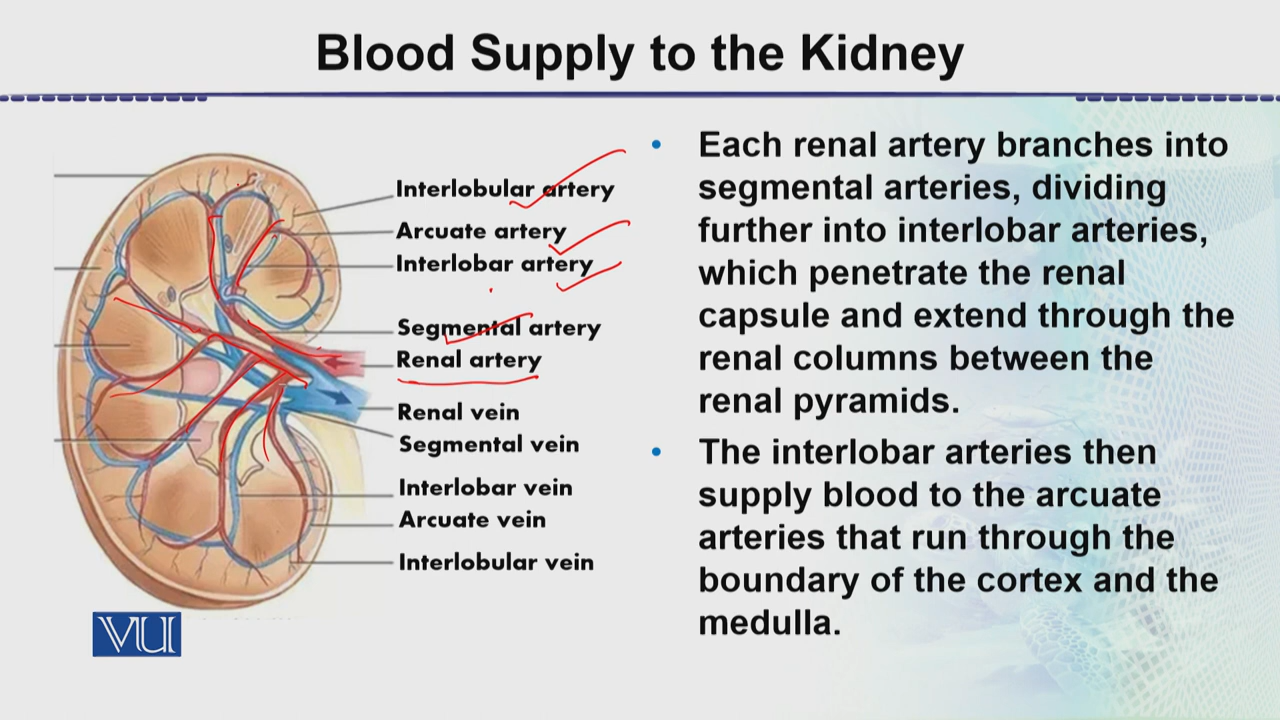 Blood Supply to the Kidney
Interlobular artery
Arcuate artery
Interlobar artery
Segmental artery
Renal artery
Renal vein
Segmental vein
Interlobar vein
Arcuate vein
Interlobular vein
VU
• Each renal artery branches into
segmental arteries, dividing
further into interlobar arteries,
which penetrate the renal
capsule and extend through the
renal columns between the
renal pyramids.
• The interlobar arteries then
supply blood to the arcuate
arteries that run through the
boundary of the cortex and the
medulla.